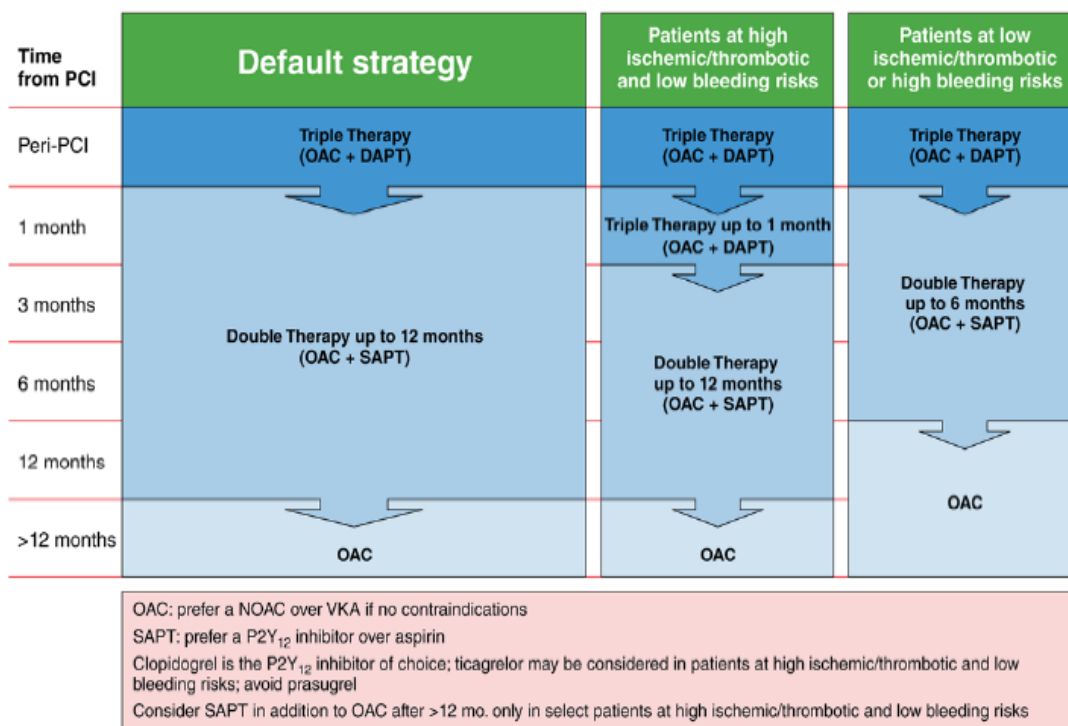 Time
from PCI
Default strategy
Patients at high
ischemic/thrombotic
and low bleeding risks
Patients at low
ischemic/thrombotic
or high bleeding risks
Peri-PCI
Triple Therapy
(OAC + DAPT)
Triple Therapy
(OAC + DAPT)
Triple Therapy
(OAC + DAPT)
1 month
Triple Therapy up to 1 month
(OAC + DAPT)
3 months
Double Therapy up to 12 months
(OAC + SAPT)
Double Therapy
up to 6 months
(OAC + SAPT)
6 months
Double Therapy
up to 12 months
(OAC + SAPT)
12 months
OAC
>12 months
OAC
OAC
OAC: prefer a NOAC over VKA if no contraindications
SAPT: prefer a P2Y₁₂ inhibitor over aspirin
Clopidogrel is the P2Y₁₂ inhibitor of choice; ticagrelor may be considered in patients at high ischemic/thrombotic and low
bleeding risks; avoid prasugrel
Consider SAPT in addition to OAC after >12 mo. only in select patients at high ischemic/thrombotic and low bleeding risks